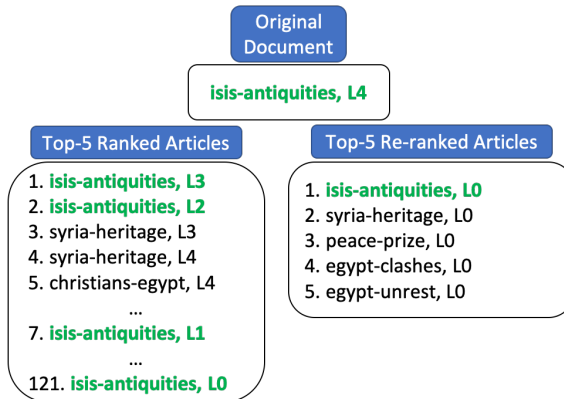 Original
Document
isis-antiquities, L4
Top-5 Ranked Articles
1. isis-antiquities, L3
2. isis-antiquities, L2
3. syria-heritage, L3
4. syria-heritage, L4
5. christians-egypt, L4
...
7. isis-antiquities, L1
...
121. isis-antiquities, L0
Top-5 Re-ranked Articles
1. isis-antiquities, L0
2. syria-heritage, L0
3. peace-prize, L0
4. egypt-clashes, L0
5. egypt-unrest, L0